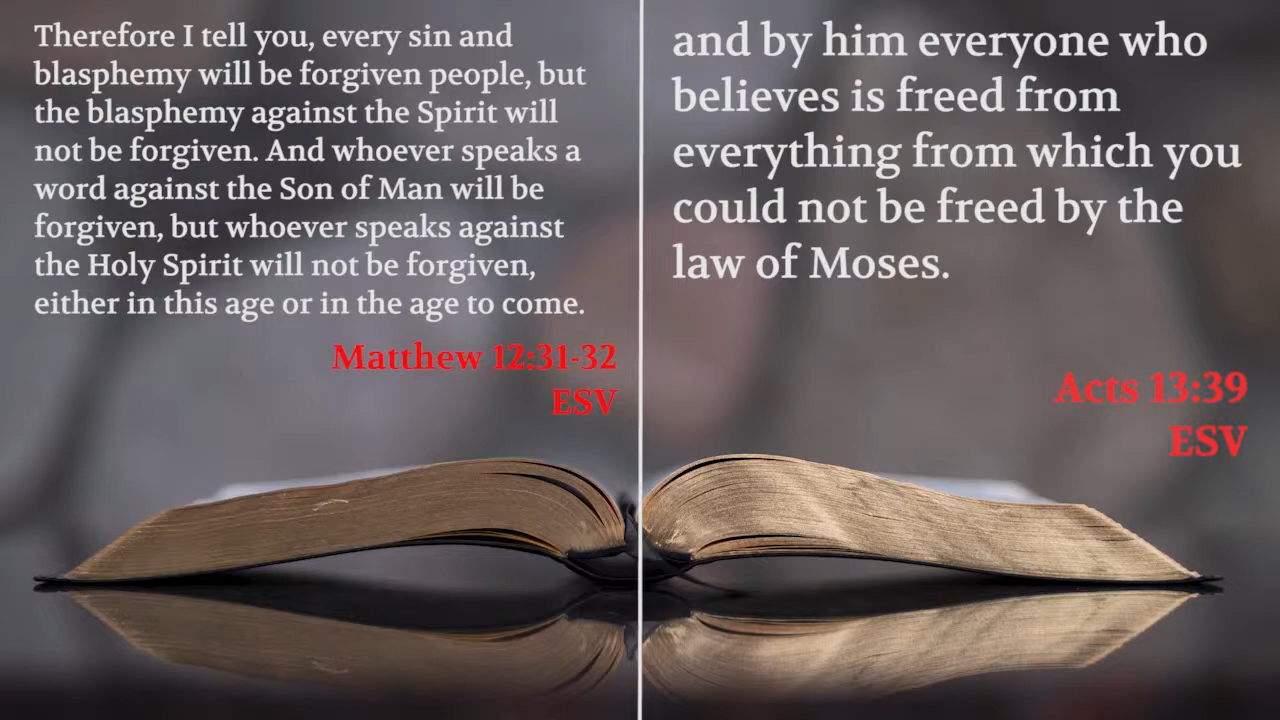 Therefore I tell you, every sin and
blasphemy will be forgiven people, but
the blasphemy against the Spirit will
not be forgiven. And whoever speaks a
word against the Son of Man will be
forgiven, but whoever speaks against
the Holy Spirit will not be forgiven,
either in this age or in the age to come.
Matthew 12:31-32
ESV
and by him everyone who
believes is freed from
everything from which you
could not be freed by the
law of Moses.
Acts 13:39
ESV